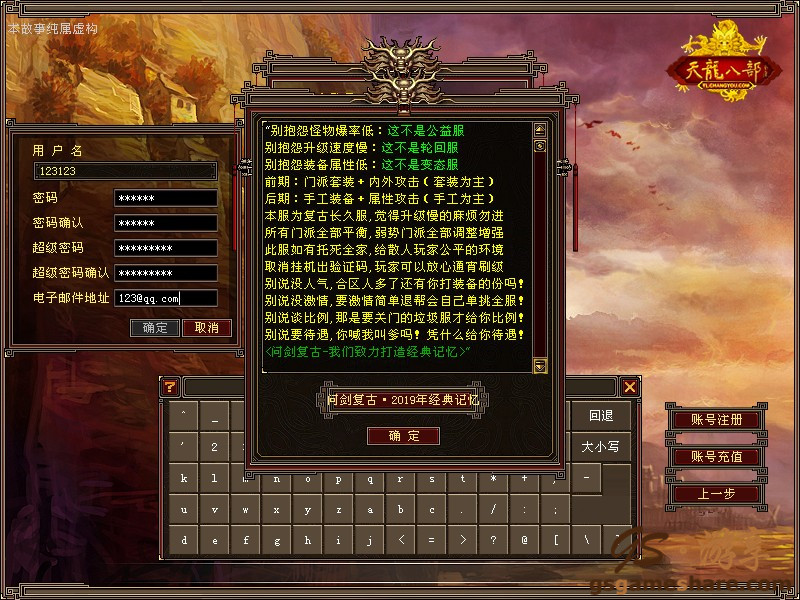 本故事纯属虚构
天龍八部
TLCHANGYOU.COM
用 户 名
123123
密码
******
密码确认
******
超级密码
*********
超级密码确认
*********
电子邮件地址
123@qq.com
确定 取消
“别抱怨怪物爆率低：这不是公益服
别抱怨升级速度慢：这不是轮回服
别抱怨装备属性低：这不是变态服
前期：门派套装+内外攻击（套装为主）
后期：手工装备+属性攻击（手工为主）
本服为复古长久服,觉得升级慢的麻烦勿进
所有门派全部平衡,弱势门派全部调整增强
此服如有托死全家,给散人玩家公平的环境
取消挂机出验证码,玩家可以放心通宵刷级
别说没人气,合区人多了还有你打装备的份吗!
别说没激情,要激情简单退帮会自己单挑全服!
别说谈比例,那是要关门的垃圾服才给你比例!
别说要待遇,你喊我叫爹吗! 凭什么给你待遇!
<问剑复古-我们致力打造经典记忆>”
问剑复古▪2019年经典记忆
确 定
?
^ _ 回退
' 2 大小写
k l m n o p q r s t * + , -
u v w x y z a b c . / : ;
d e f g h i j < = > ? @ [ \
账号注册
账号充值
上一步
GS 游享
gsgameshare.com